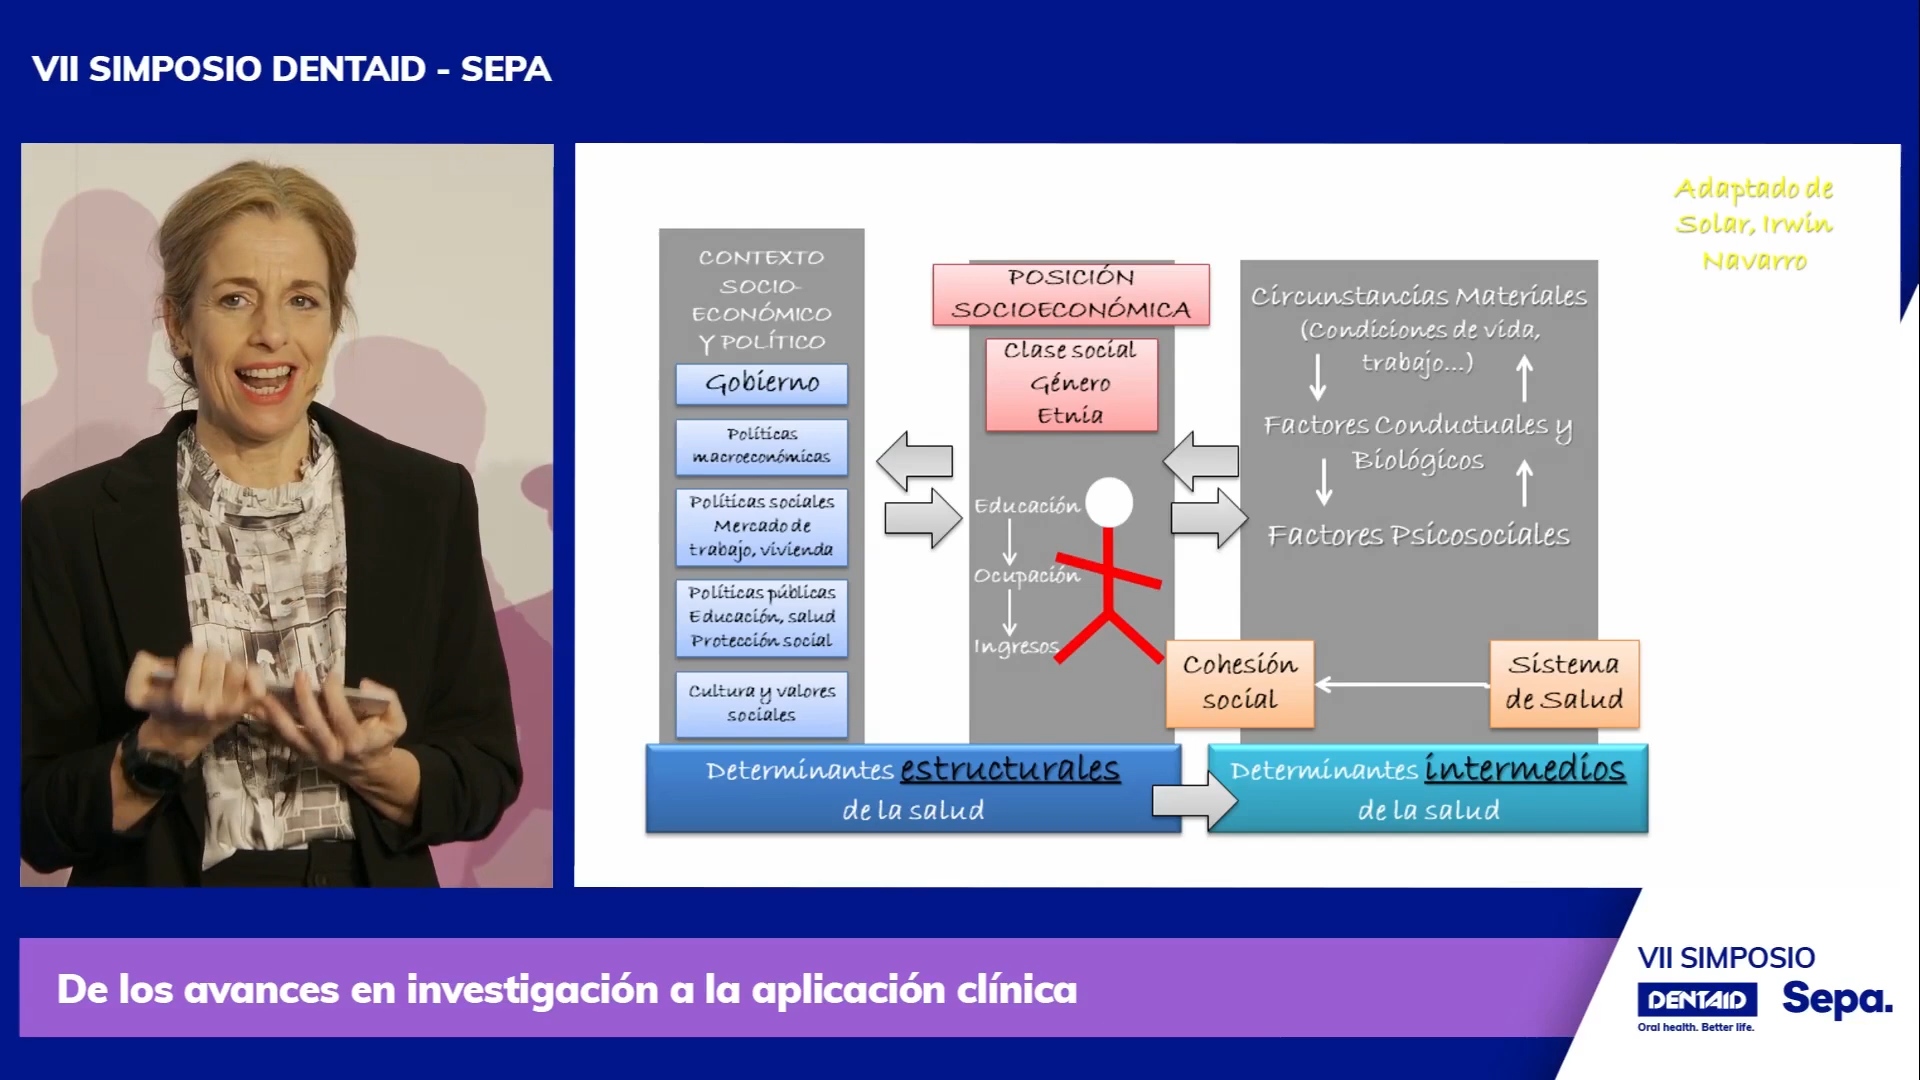 VII SIMPOSIO DENTAID - SEPA
Adaptado de
Solar, Irwin
Navarro
CONTEXTO
SOCIO-
ECONÓMICO
Y POLÍTICO
Gobierno
Políticas
macroeconómicas
Políticas sociales
Mercado de
trabajo, vivienda
Políticas públicas
Educación, salud
Protección social
Cultura y valores
sociales
POSICIÓN
SOCIOECONÓMICA
Clase social
Género
Etnia
Educación
Ocupación
Ingresos
Circunstancias Materiales
(Condiciones de vida,
trabajo...)
Factores Conductuales y
Biológicos
Factores Psicosociales
Cohesión
social
Sistema
de Salud
Determinantes estructurales
de la salud
Determinantes intermedios
de la salud
De los avances en investigación a la aplicación clínica
VII SIMPOSIO
DENTAID
Oral health. Better life.
Sepa.